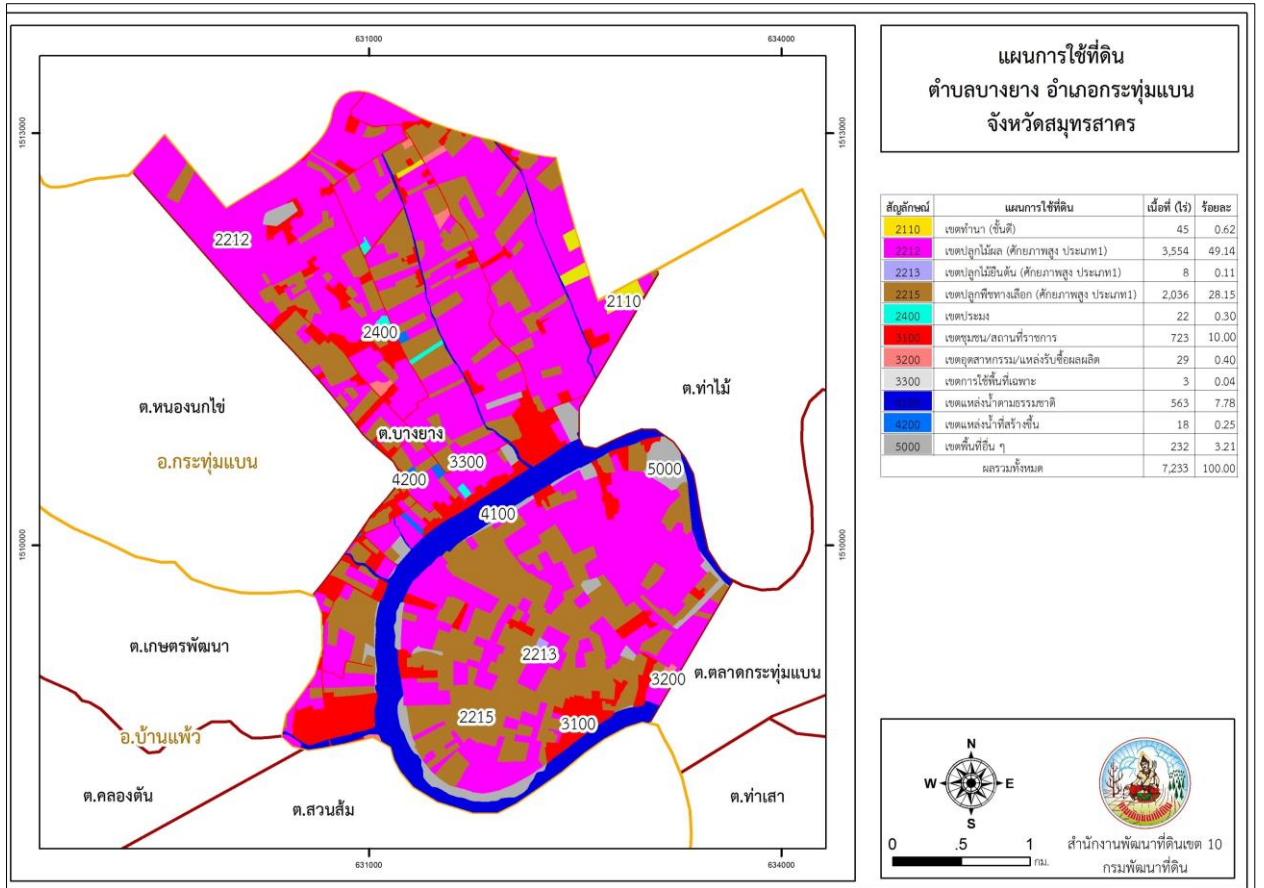 แผนการใช้ที่ดิน
ตำบลบางยาง อำเภอกระทุ่มแบน
จังหวัดสมุทรสาคร
สัญลักษณ์ แผนการใช้ที่ดิน เนื้อที่ (ไร่) ร้อยละ
2110 เขตทำนา (ชั้นดี) 45 0.62
2212 เขตปลูกไม้ผล (ศักยภาพสูง ประเภท1) 3,554 49.14
2213 เขตปลูกไม้ยืนต้น (ศักยภาพสูง ประเภท1) 8 0.11
2215 เขตปลูกพืชทางเลือก (ศักยภาพสูง ประเภท1) 2,036 28.15
2400 เขตประมง 22 0.30
3100 เขตชุมชน/สถานที่ราชการ 723 10.00
3200 เขตอุตสาหกรรม/แหล่งรับซื้อผลผลิต 29 0.40
3300 เขตการใช้พื้นที่เฉพาะ 3 0.04
4100 เขตแหล่งน้ำตามธรรมชาติ 563 7.78
4200 เขตแหล่งน้ำที่สร้างขึ้น 18 0.25
5000 เขตพื้นที่อื่น ๆ 232 3.21
ผลรวมทั้งหมด 7,233 100.00
631000 634000
1513000 1513000
2212
2110
2400
ต.ท่าไม้
ต.หนองนกไข่
ต.บางยาง
อ.กระทุ่มแบน
3300
5000
4200
4100
1510000 1510000
ต.เกษตรพัฒนา
2213
3200
ต.ตลาดกระทุ่มแบน
2215
3100
อ.บ้านแพ้ว
ต.คลองตัน
ต.สวนส้ม
ต.ท่าเสา
631000 634000
N
W E
S
0 .5 1
กม.
กรมพัฒนาที่ดิน
สำนักงานพัฒนาที่ดินเขต 10
กรมพัฒนาที่ดิน